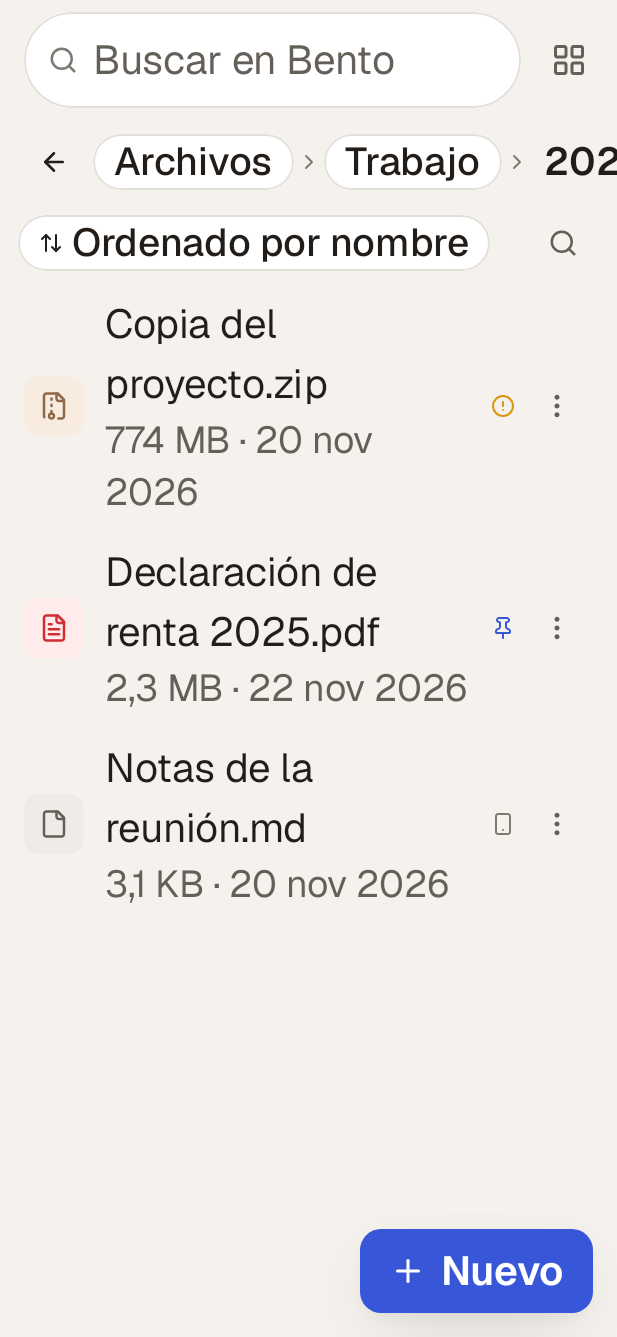 Buscar en Bento
Archivos > Trabajo >
Ordenado por nombre
Copia del
proyecto.zip
774 MB · 20 nov
2026
Declaración de
renta 2025.pdf
2,3 MB · 22 nov 2026
Notas de la
reunión.md
3,1 KB · 20 nov 2026
+ Nuevo